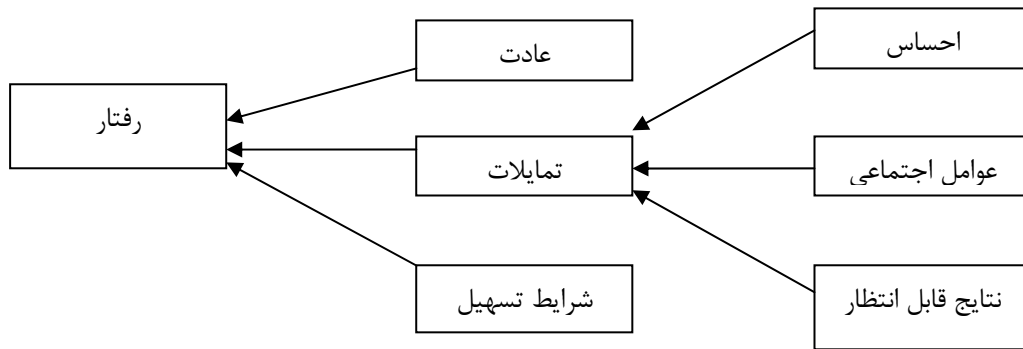 احساس
عادت
رفتار
عوامل اجتماعی
تمایلات
نتایج قابل انتظار
شرایط تسهیل